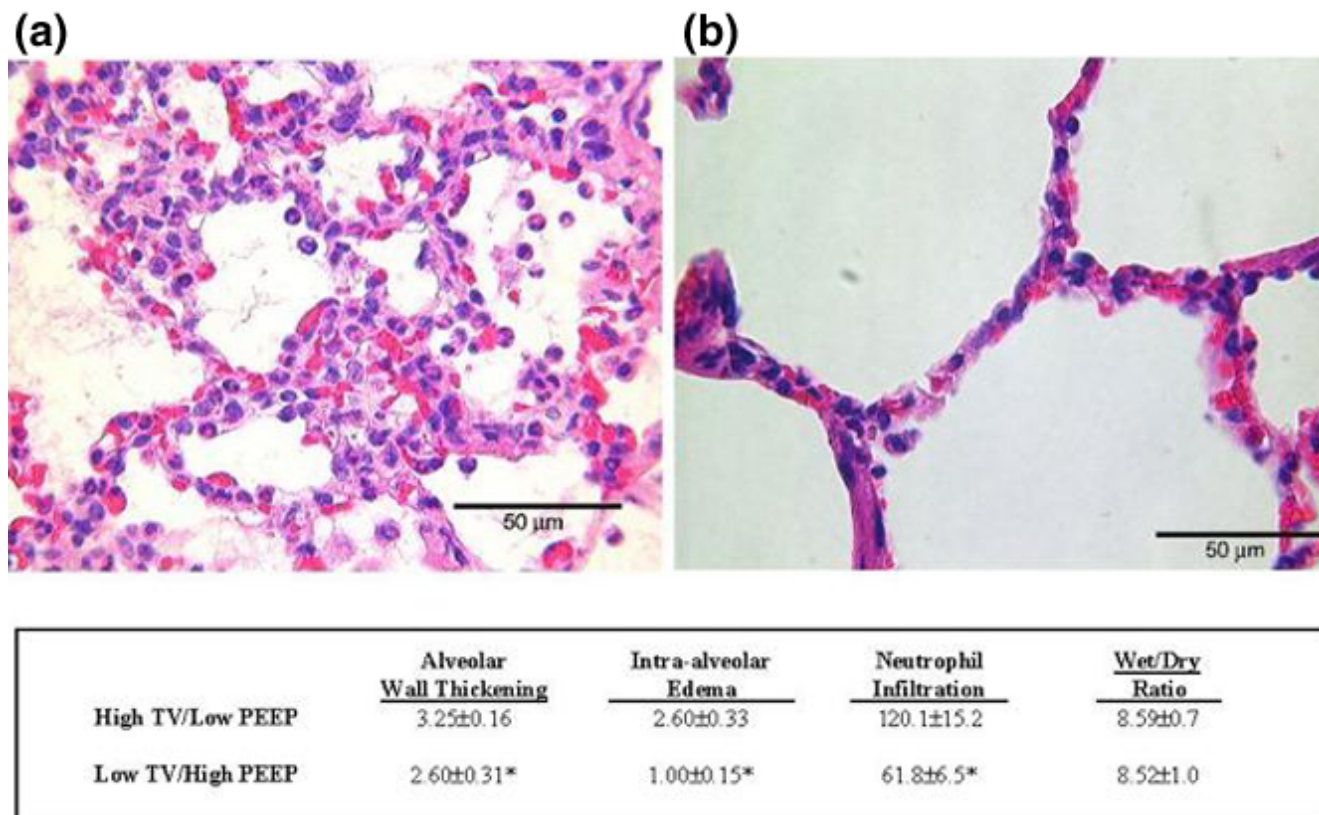 (a)
(b)
50 μm
50 μm
Alveolar Intra-alveolar Neutrophil Wet/Dry
Wall Thickening Edema Infiltration Ratio
High TV/Low PEEP 3.25±0.16 2.60±0.33 120.1±15.2 8.59±0.7
Low TV/High PEEP 2.60±0.31* 1.00±0.15* 61.8±6.5* 8.52±1.0